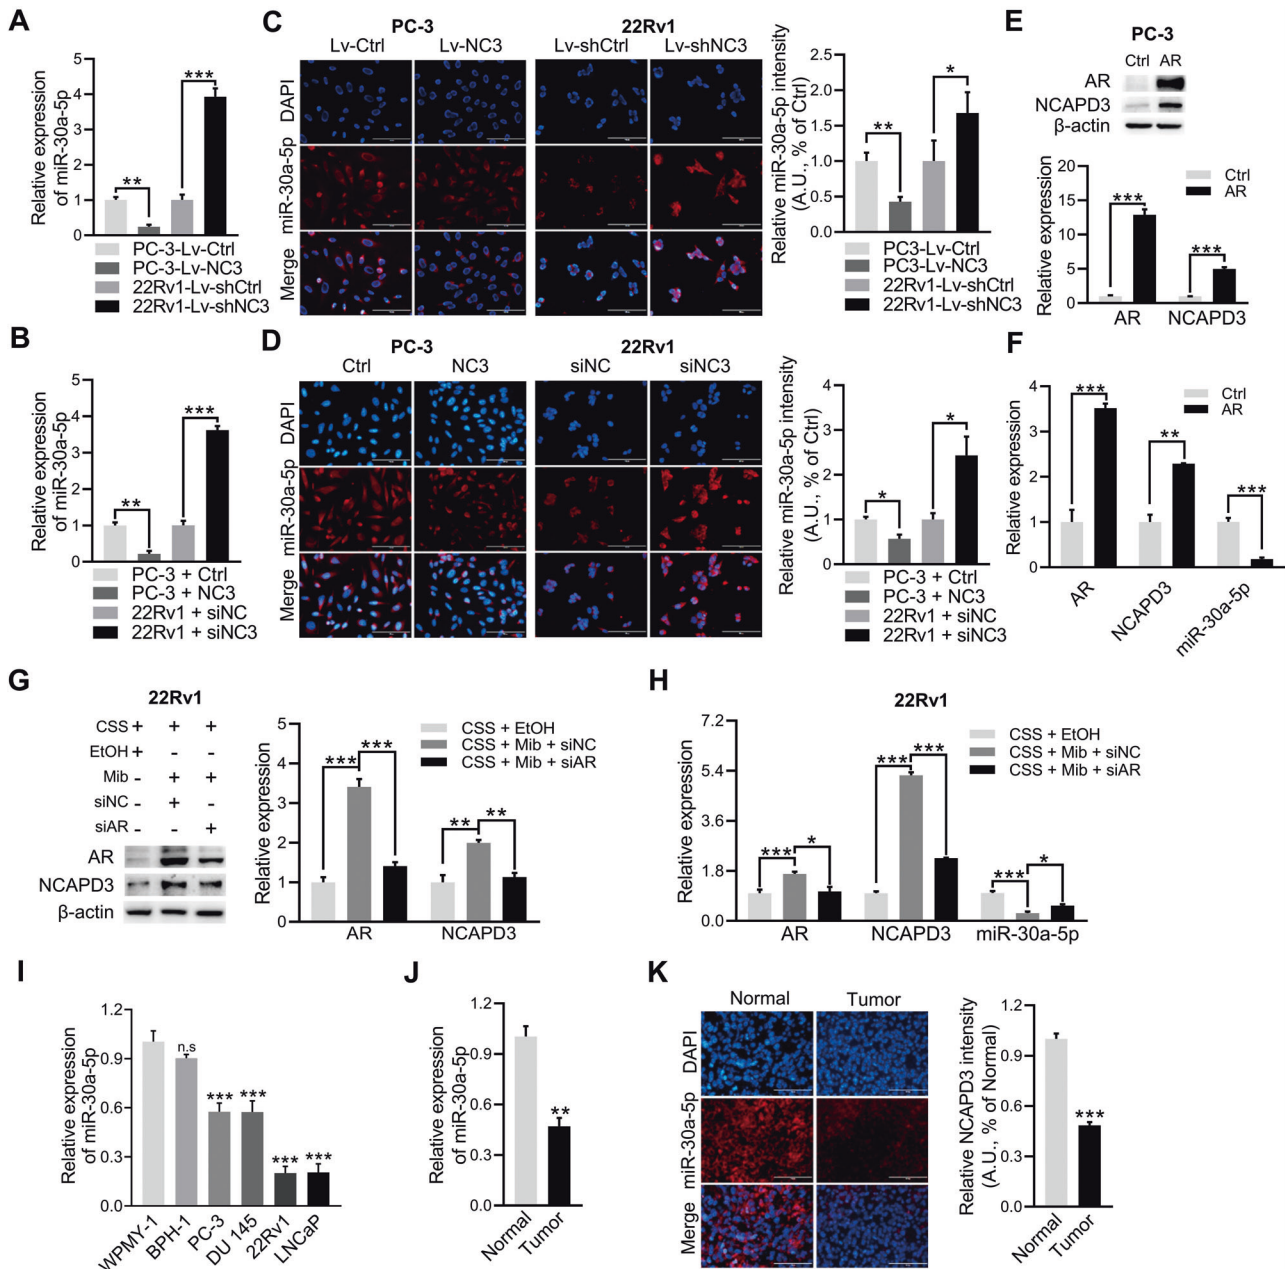 A
Relative expression
of miR-30a-5p
5
4
3
2
1
0
**
***
PC-3-Lv-Ctrl
PC-3-Lv-NC3
22Rv1-Lv-shCtrl
22Rv1-Lv-shNC3
B
Relative expression
of miR-30a-5p
5
4
3
2
1
0
**
***
PC-3 + Ctrl
PC-3 + NC3
22Rv1 + siNC
22Rv1 + siNC3
C
PC-3
22Rv1
Lv-Ctrl
Lv-NC3
Lv-shCtrl
Lv-shNC3
DAPI
miR-30a-5p
Merge
Relative miR-30a-5p intensity
(A.U., % of Ctrl)
2.5
2.0
1.5
1.0
0.5
0.0
**
*
PC3-Lv-Ctrl
PC3-Lv-NC3
22Rv1-Lv-shCtrl
22Rv1-Lv-shNC3
D
PC-3
22Rv1
Ctrl
NC3
siNC
siNC3
DAPI
miR-30a-5p
Merge
Relative miR-30a-5p intensity
(A.U., % of Ctrl)
4
3
2
1
0
*
*
PC-3 + Ctrl
PC-3 + NC3
22Rv1 + siNC
22Rv1 + siNC3
E
PC-3
Ctrl AR
AR
NCAPD3
β-actin
Relative expression
20
15
10
5
0
Ctrl
AR
***
***
AR
NCAPD3
F
Relative expression
4
3
2
1
0
Ctrl
AR
***
**
***
AR
NCAPD3
miR-30a-5p
G
22Rv1
CSS + + +
EtOH + - -
Mib - + +
siNC - + -
siAR - - +
AR
NCAPD3
β-actin
Relative expression
5
4
3
2
1
0
CSS + EtOH
CSS + Mib + siNC
CSS + Mib + siAR
***
***
**
**
AR
NCAPD3
H
22Rv1
Relative expression
7.2
5.4
3.6
1.8
0.0
CSS + EtOH
CSS + Mib + siNC
CSS + Mib + siAR
***
*
***
***
***
*
AR
NCAPD3
miR-30a-5p
I
Relative expression
of miR-30a-5p
1.2
0.9
0.6
0.3
0.0
n.s
***
***
***
***
WPMY-1
BPH-1
PC-3
DU 145
22Rv1
LNCaP
J
Relative expression
of miR-30a-5p
1.2
0.9
0.6
0.3
0.0
**
Normal
Tumor
K
Normal
Tumor
DAPI
miR-30a-5p
Merge
Relative NCAPD3 intensity
(A.U., % of Normal)
1.2
0.9
0.6
0.3
0.0
***
Normal
Tumor